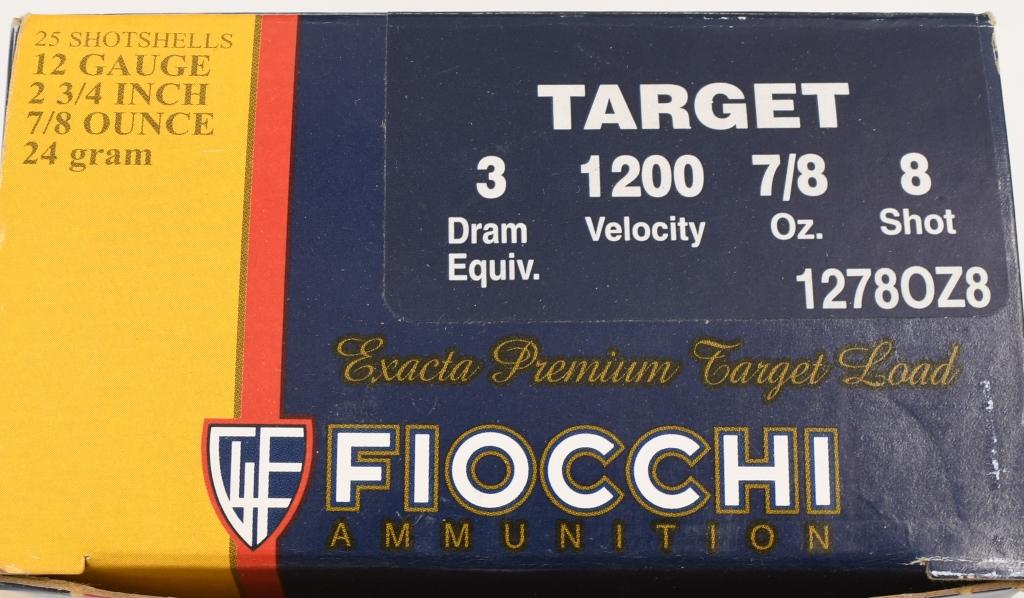 25 SHOTSHELLS
12 GAUGE
2 3/4 INCH
7/8 OUNCE
24 gram
TARGET
3 1200 7/8 8
Dram Equiv. Velocity Oz. Shot
1278OZ8
Exacta Premium Target Load
GFL
FIOCCHI
AMMUNITION